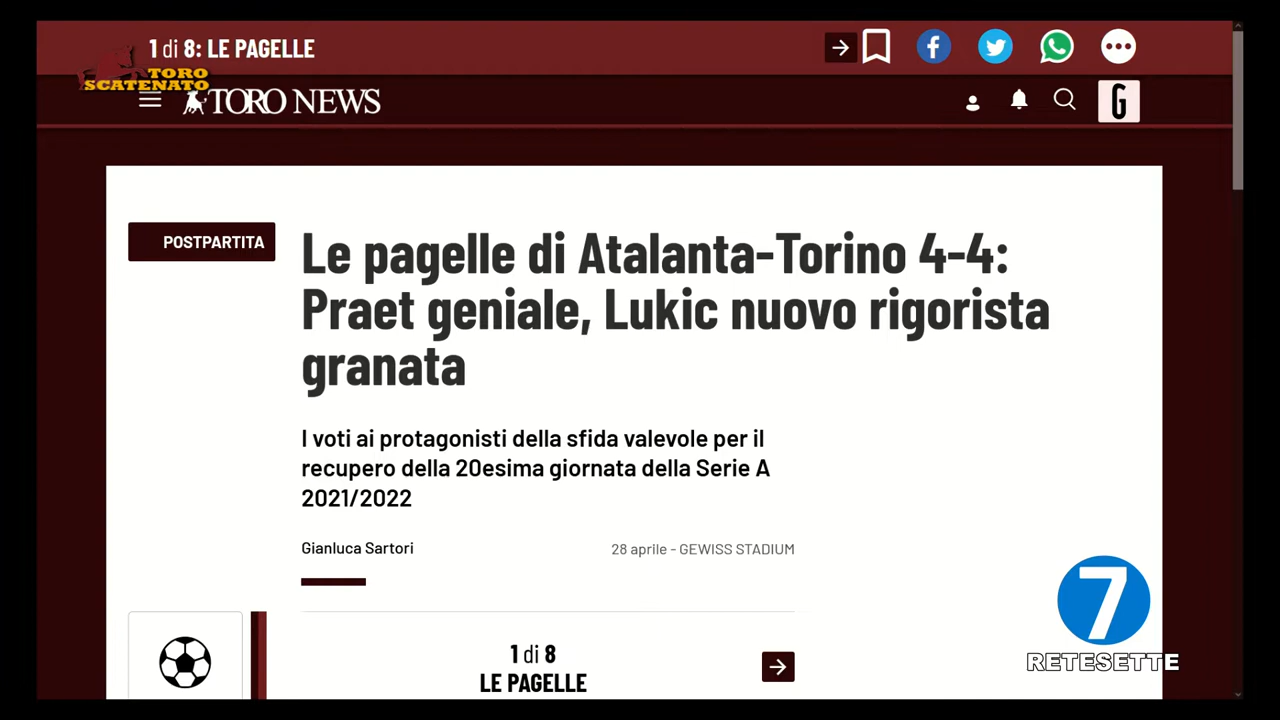 1 di 8: LE PAGELLE
TORO
SCATENATO
TORO NEWS
G
POSTPARTITA
Le pagelle di Atalanta-Torino 4-4:
Praet geniale, Lukic nuovo rigorista
granata
I voti ai protagonisti della sfida valevole per il
recupero della 20esima giornata della Serie A
2021/2022
Gianluca Sartori
28 aprile - GEWISS STADIUM
1 di 8
LE PAGELLE
7
RETESETTE